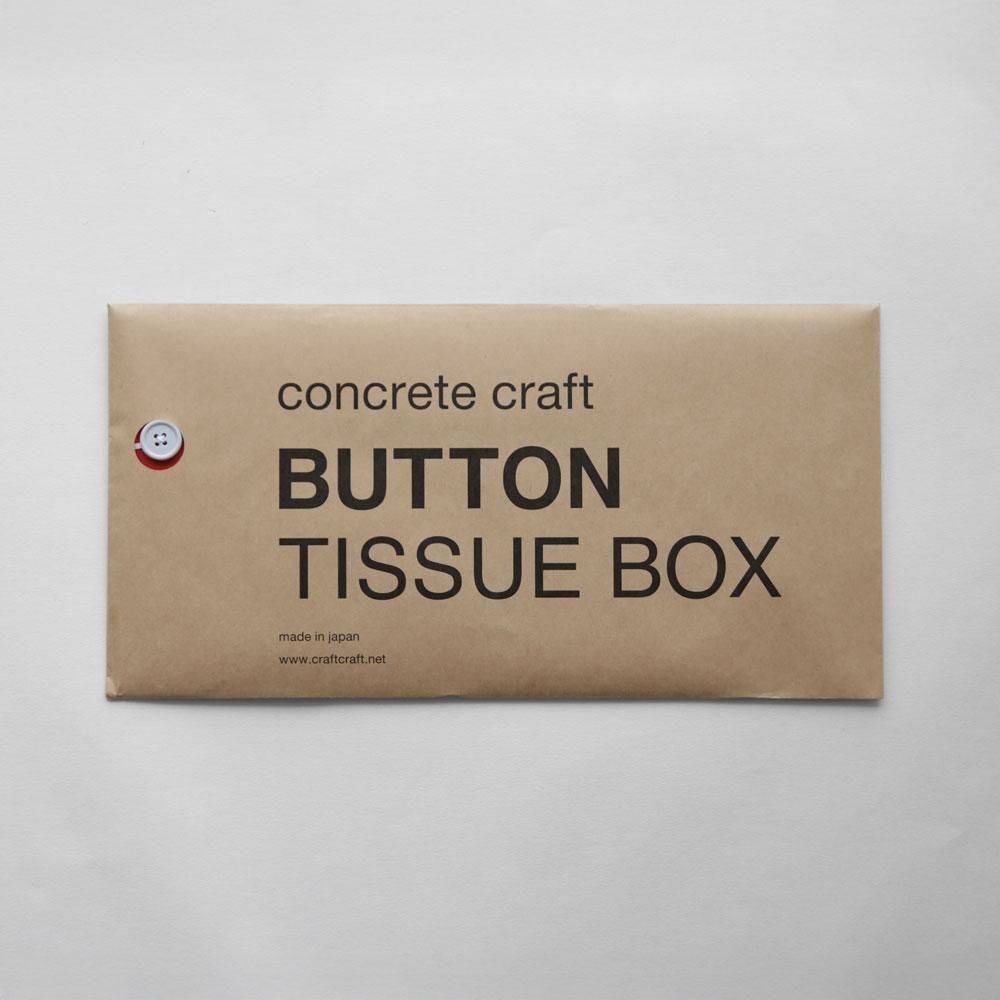 concrete craft
BUTTON
TISSUE BOX
made in japan
www.craftcraft.net